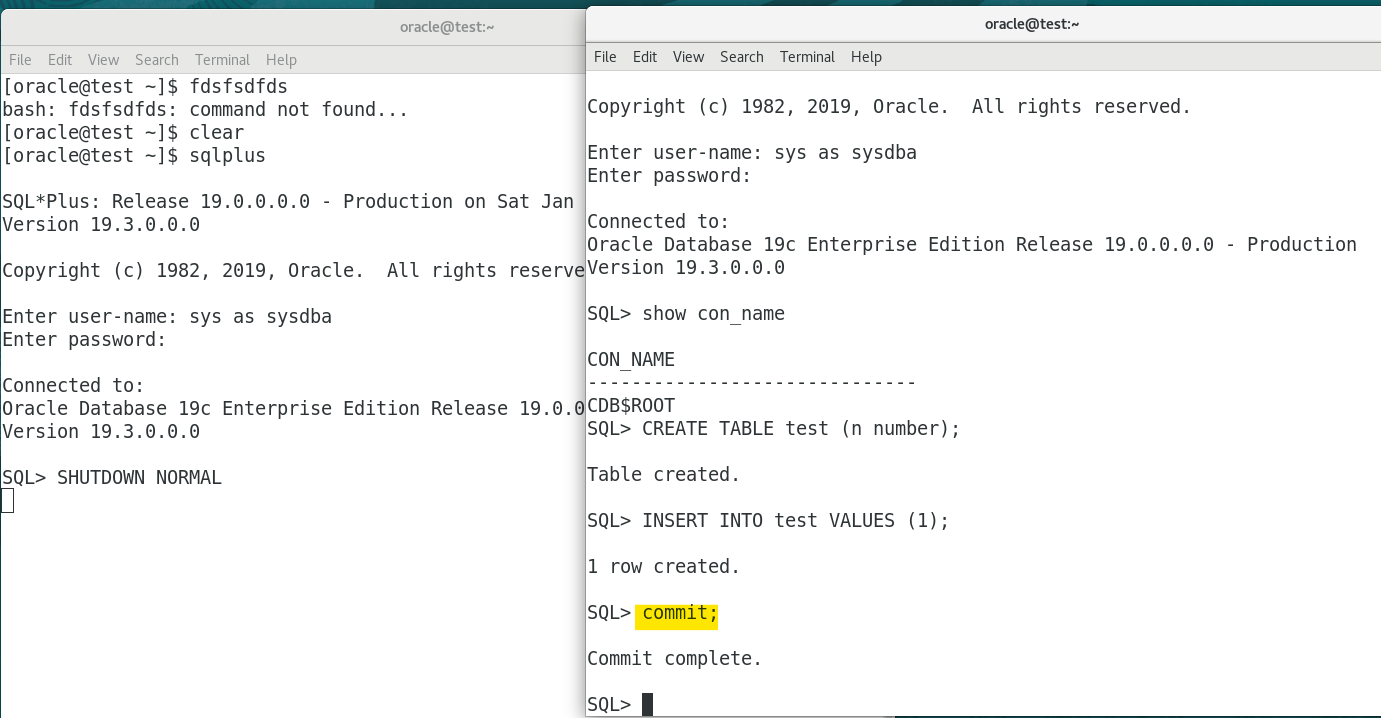 oracle@test:~
File Edit View Search Terminal Help
[oracle@test ~]$ fdsfsdfds
bash: fdsfsdfds: command not found...
[oracle@test ~]$ clear
[oracle@test ~]$ sqlplus
SQL*Plus: Release 19.0.0.0.0 - Production on Sat Jan
Version 19.3.0.0.0
Copyright (c) 1982, 2019, Oracle.  All rights reserve
Enter user-name: sys as sysdba
Enter password:
Connected to:
Oracle Database 19c Enterprise Edition Release 19.0.0
Version 19.3.0.0.0
SQL> SHUTDOWN NORMAL
oracle@test:~
File Edit View Search Terminal Help
Copyright (c) 1982, 2019, Oracle.  All rights reserved.
Enter user-name: sys as sysdba
Enter password:
Connected to:
Oracle Database 19c Enterprise Edition Release 19.0.0.0.0 - Production
Version 19.3.0.0.0
SQL> show con_name
CON_NAME
------------------------------
CDB$ROOT
SQL> CREATE TABLE test (n number);
Table created.
SQL> INSERT INTO test VALUES (1);
1 row created.
SQL> commit;
Commit complete.
SQL>